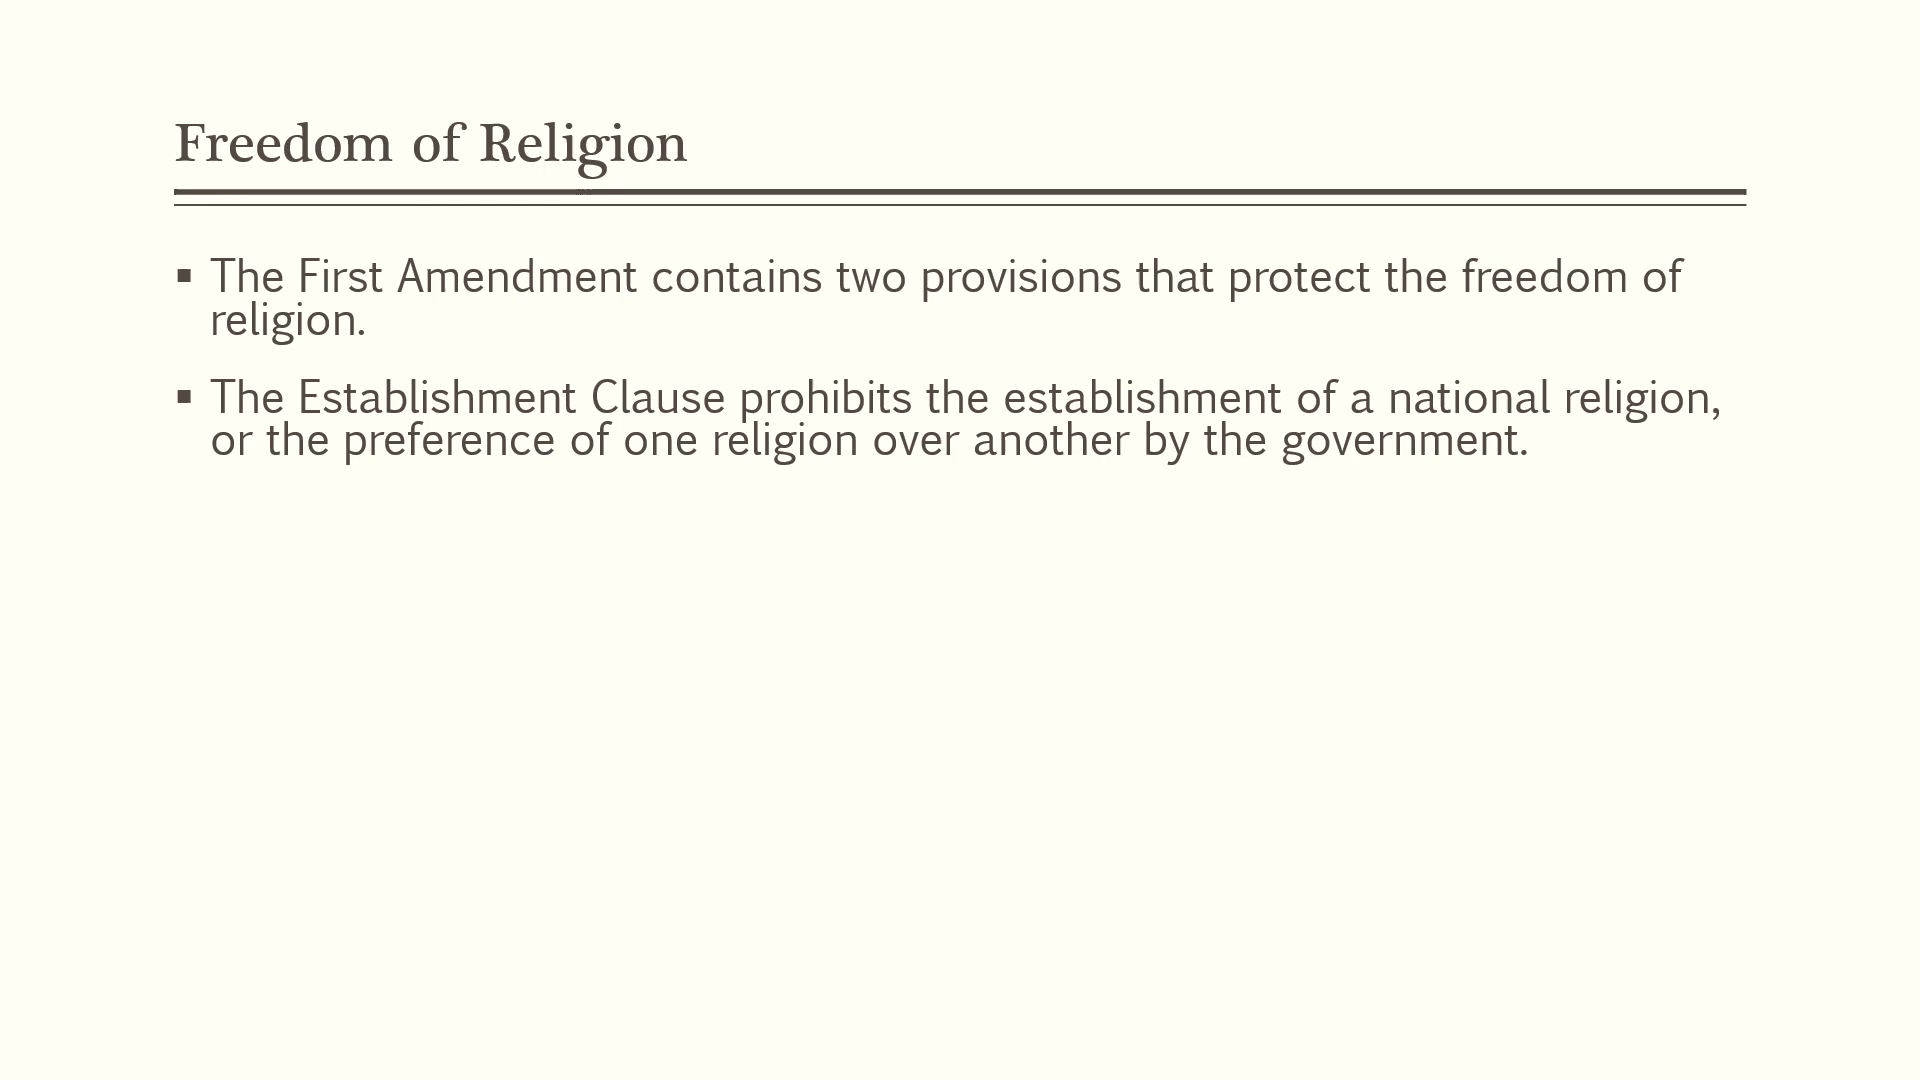 Freedom of Religion
▪ The First Amendment contains two provisions that protect the freedom of
religion.
▪ The Establishment Clause prohibits the establishment of a national religion,
or the preference of one religion over another by the government.